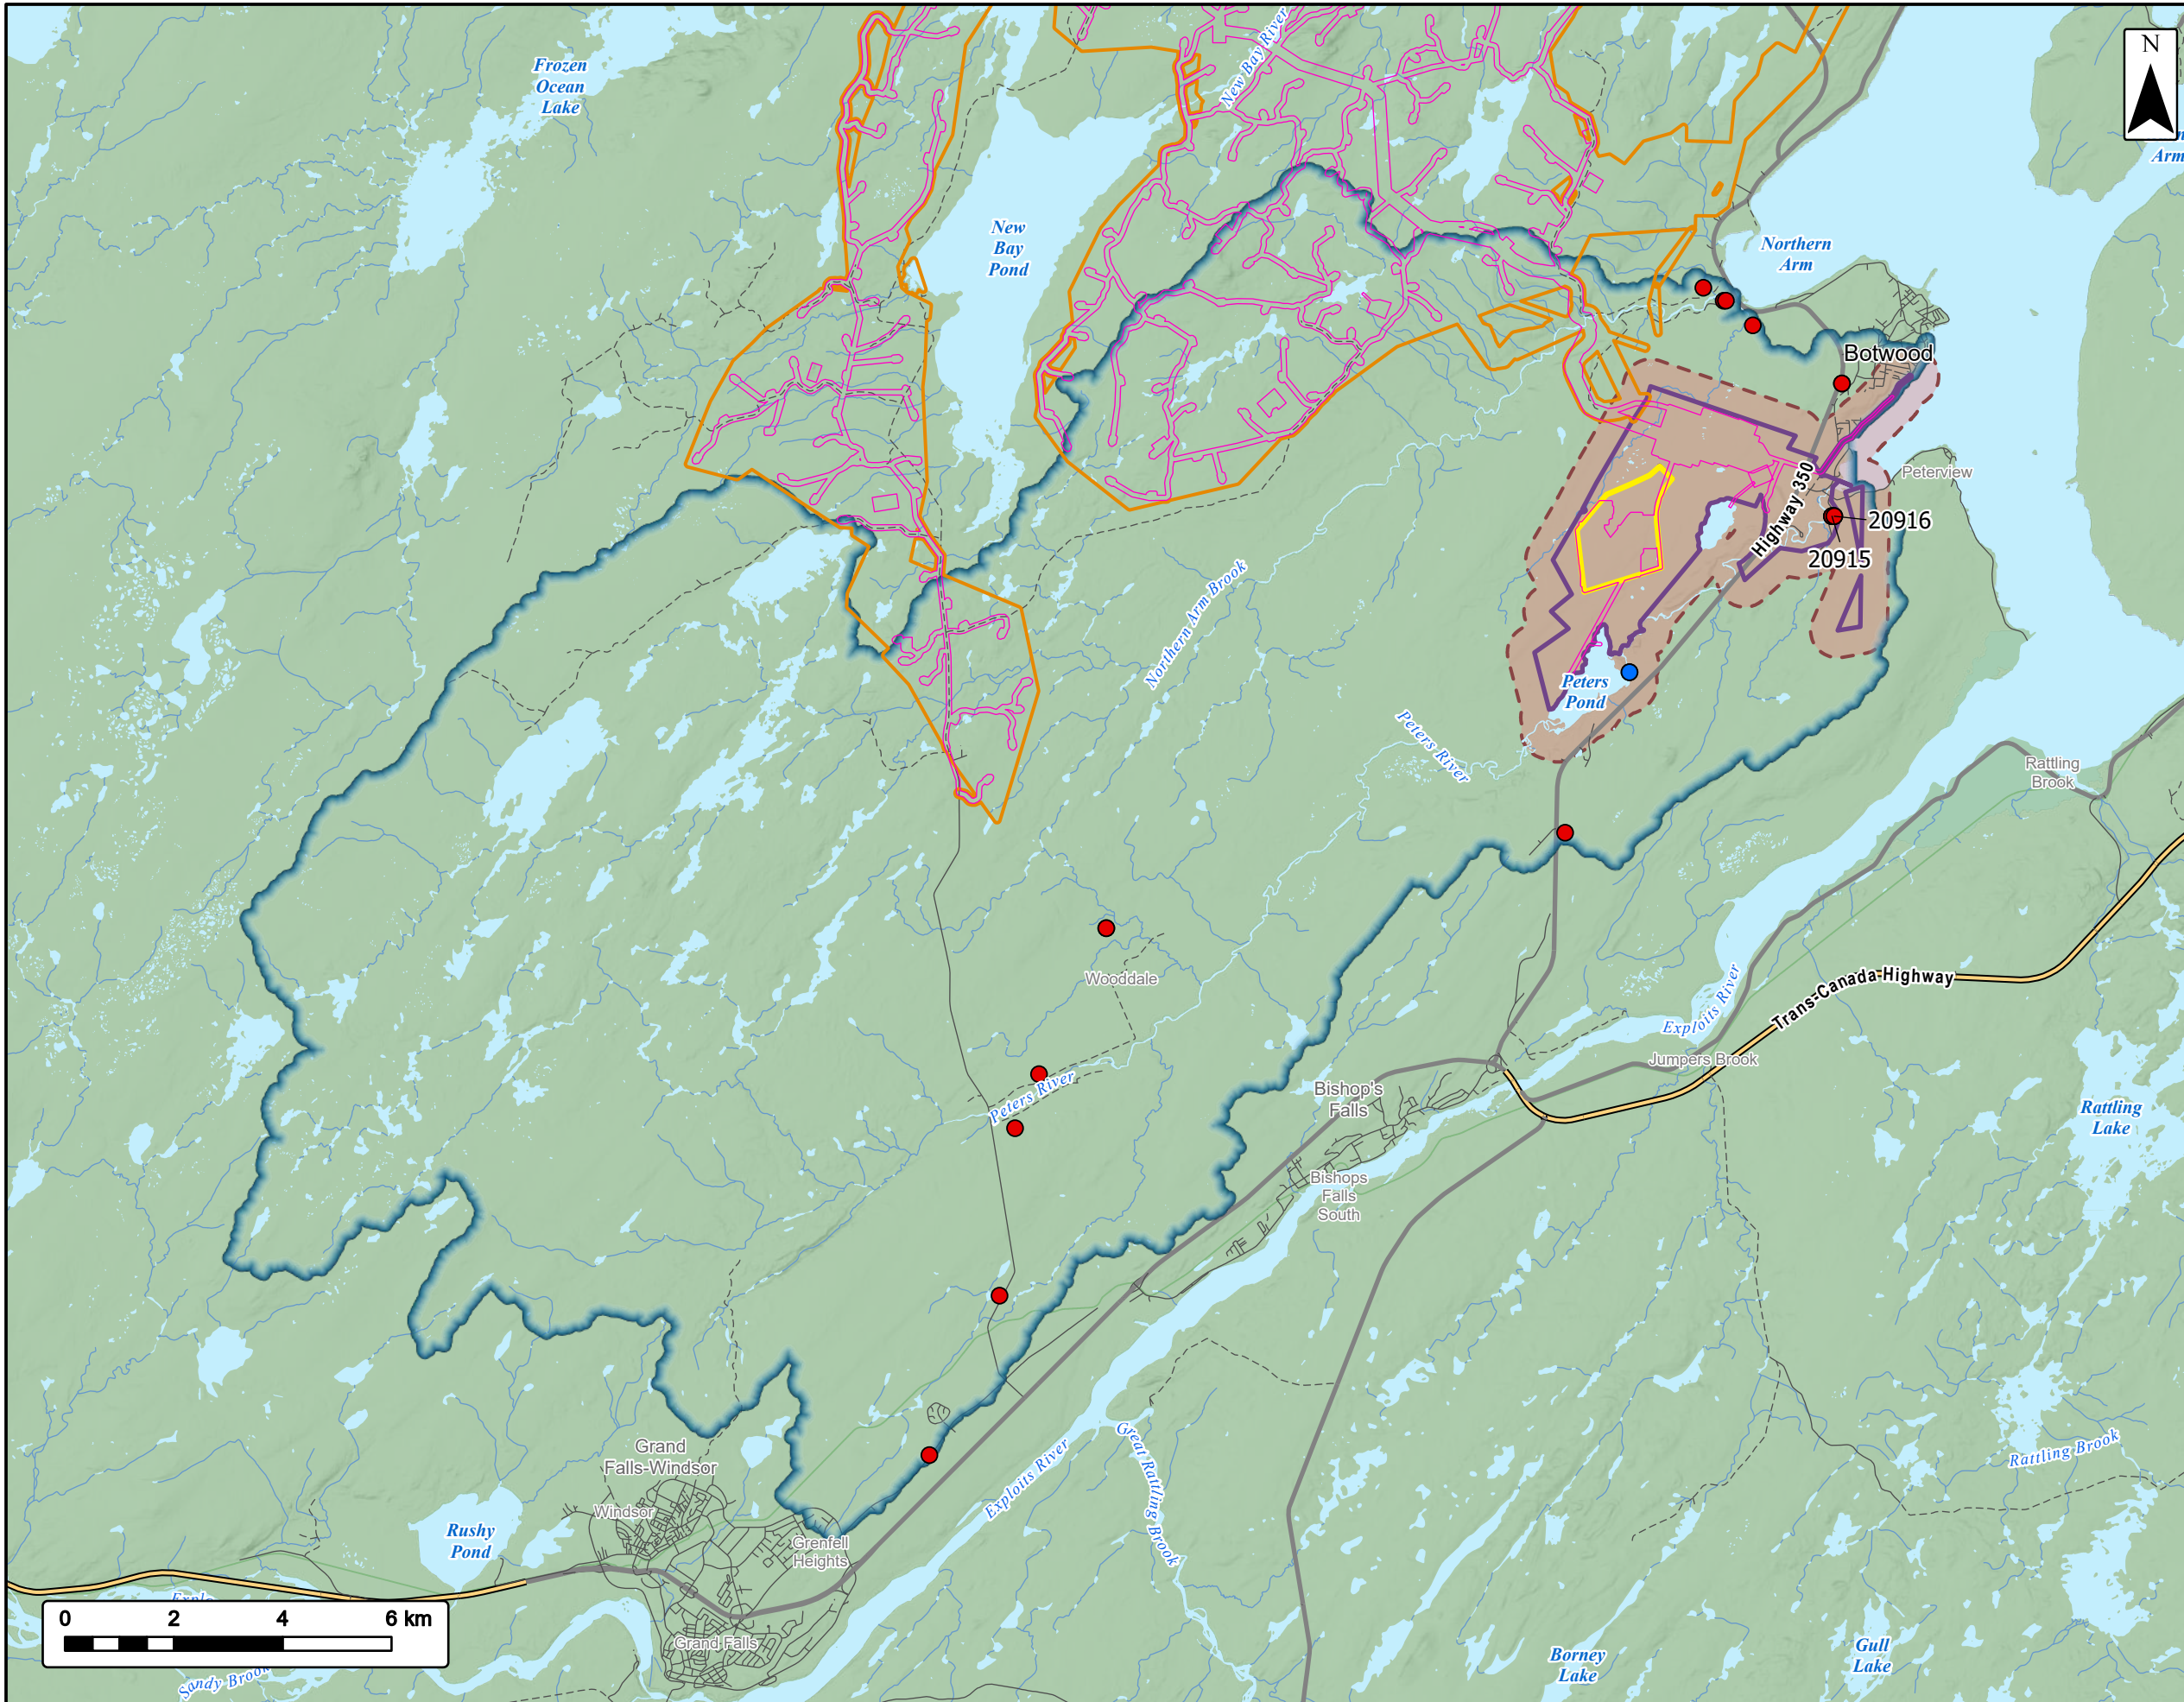 Frozen
Ocean
Lake
New Bay River
N
Arm
New
Bay
Pond
Northern
Arm
Botwood
Peterview
Highway 350
20916
20915
Northern Arm Brook
Peters
Pond
Peters River
Rattling
Brook
Wooddale
Trans-Canada Highway
Exploits River
Jumpers Brook
Peters River
Bishop's
Falls
Rattling
Lake
Bishops
Falls
South
Grand
Falls-Windsor
Windsor
Rushy
Pond
Grenfell
Heights
Exploits River
Great Rattling Brook
Rattling Brook
0 2 4 6 km
Grand Falls
Sandy Brook
Borney
Lake
Gull
Lake